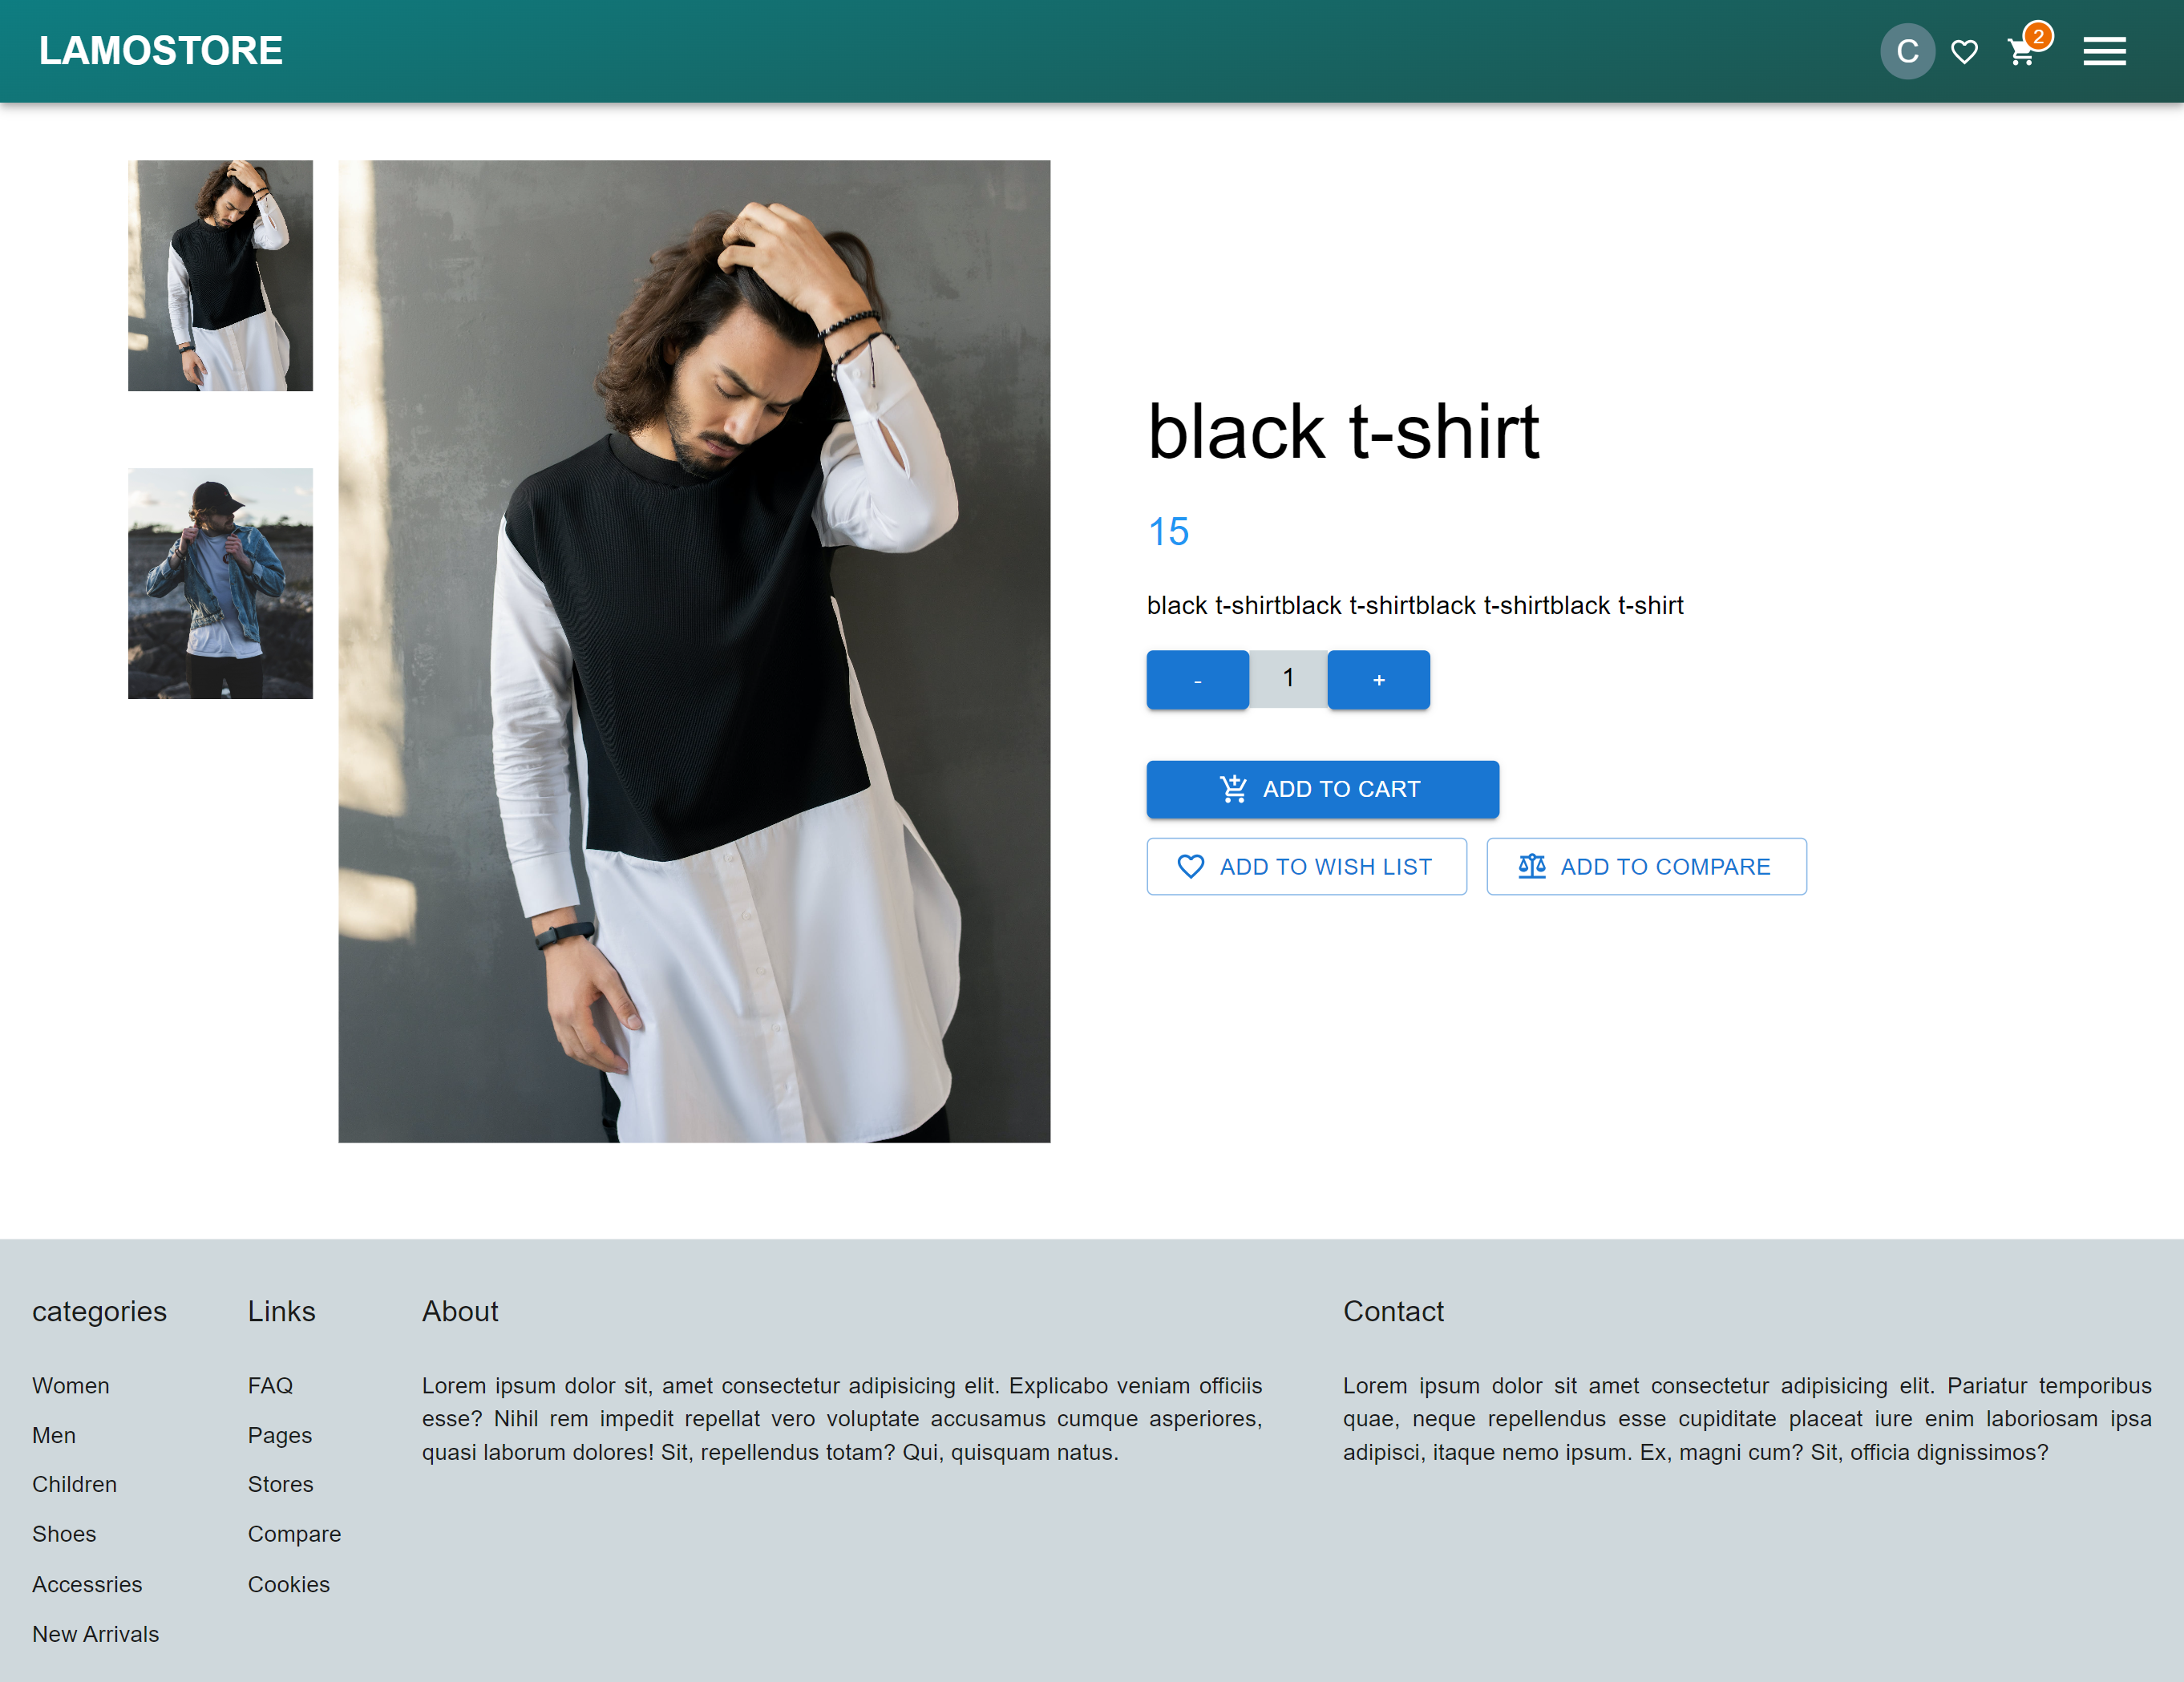 LAMOSTORE
C
2
black t-shirt
15
black t-shirtblack t-shirtblack t-shirtblack t-shirt
- 1 +
ADD TO CART
ADD TO WISH LIST
ADD TO COMPARE
categories
Women
Men
Children
Shoes
Accessries
New Arrivals
Links
FAQ
Pages
Stores
Compare
Cookies
About
Lorem ipsum dolor sit, amet consectetur adipisicing elit. Explicabo veniam officiis
esse? Nihil rem impedit repellat vero voluptate accusamus cumque asperiores,
quasi laborum dolores! Sit, repellendus totam? Qui, quisquam natus.
Contact
Lorem ipsum dolor sit amet consectetur adipisicing elit. Pariatur temporibus
quae, neque repellendus esse cupiditate placeat iure enim laboriosam ipsa
adipisci, itaque nemo ipsum. Ex, magni cum? Sit, officia dignissimos?